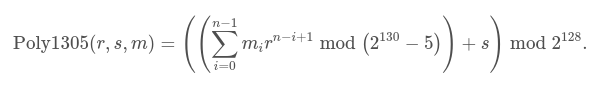 Poly1305(r, s, m) = ((∑_{i=0}^{n−1} m_i r^{n−i+1} mod (2^{130} − 5)) + s) mod 2^{128}.